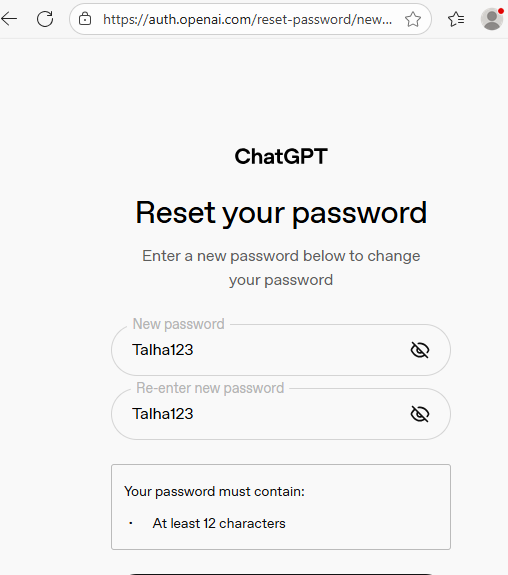 https://auth.openai.com/reset-password/new...
ChatGPT
Reset your password
Enter a new password below to change
your password
New password
Talha123
Re-enter new password
Talha123
Your password must contain:
· At least 12 characters